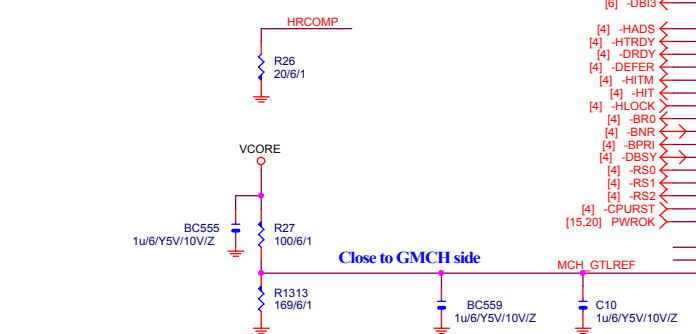 [6] -DBI3
HRCOMP
R26
20/6/1
[4] -HADS
[4] -HTRDY
[4] -DRDY
[4] -DEFER
[4] -HITM
[4] -HIT
[4] -HLOCK
[4] -BR0
[4] -BNR
[4] -BPRI
[4] -DBSY
[4] -RS0
[4] -RS1
[4] -RS2
[4] -CPURST
[15,20] PWROK
VCORE
BC555
1u/6/Y5V/10V/Z
R27
100/6/1
Close to GMCH side
MCH_GTLREF
R1313
169/6/1
BC559
1u/6/Y5V/10V/Z
C10
1u/6/Y5V/10V/Z